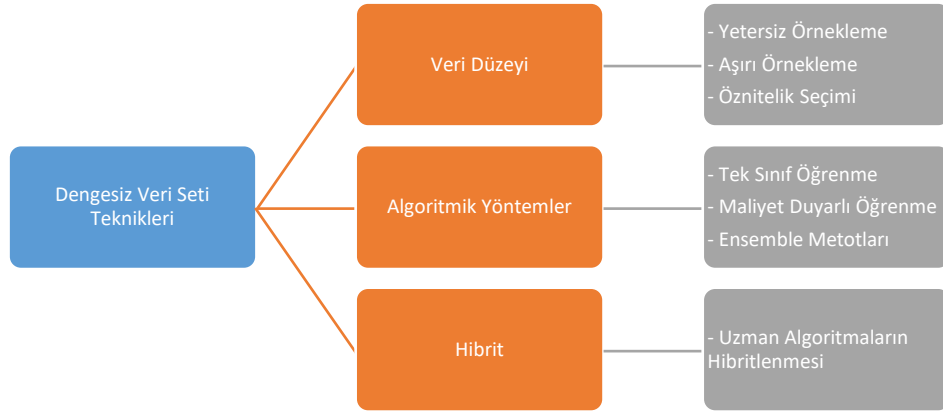 Dengesiz Veri Seti
Teknikleri
Veri Düzeyi
- Yetersiz Örnekleme
- Aşırı Örnekleme
- Öznitelik Seçimi
Algoritmik Yöntemler
- Tek Sınıf Öğrenme
- Maliyet Duyarlı Öğrenme
- Ensemble Metotları
Hibrit
- Uzman Algoritmaların
Hibritlenmesi